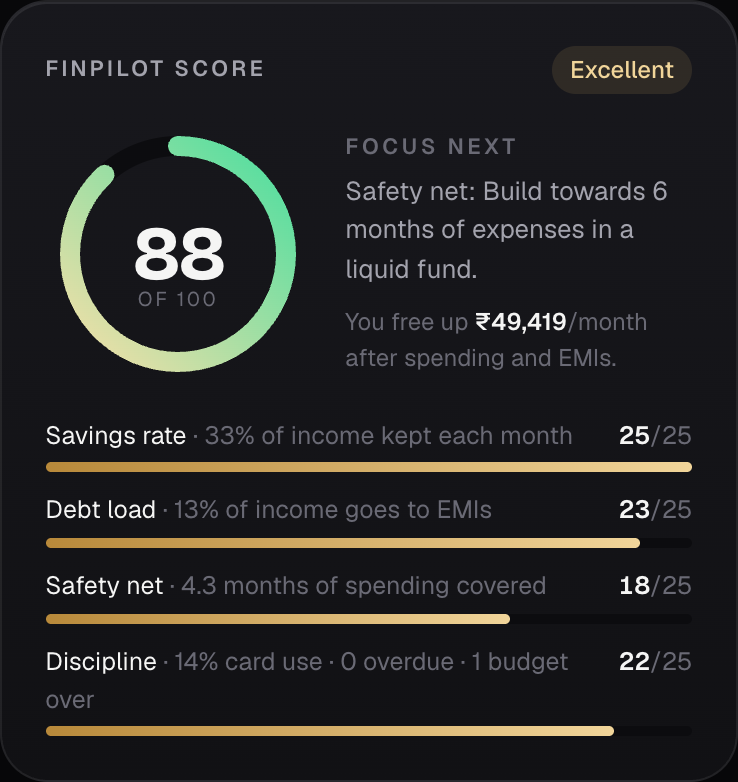 FINPILOT SCORE
Excellent
88
OF 100
FOCUS NEXT
Safety net: Build towards 6
months of expenses in a
liquid fund.
You free up ₹49,419/month
after spending and EMIs.
Savings rate · 33% of income kept each month 25/25
Debt load · 13% of income goes to EMIs 23/25
Safety net · 4.3 months of spending covered 18/25
Discipline · 14% card use · 0 overdue · 1 budget 22/25
over